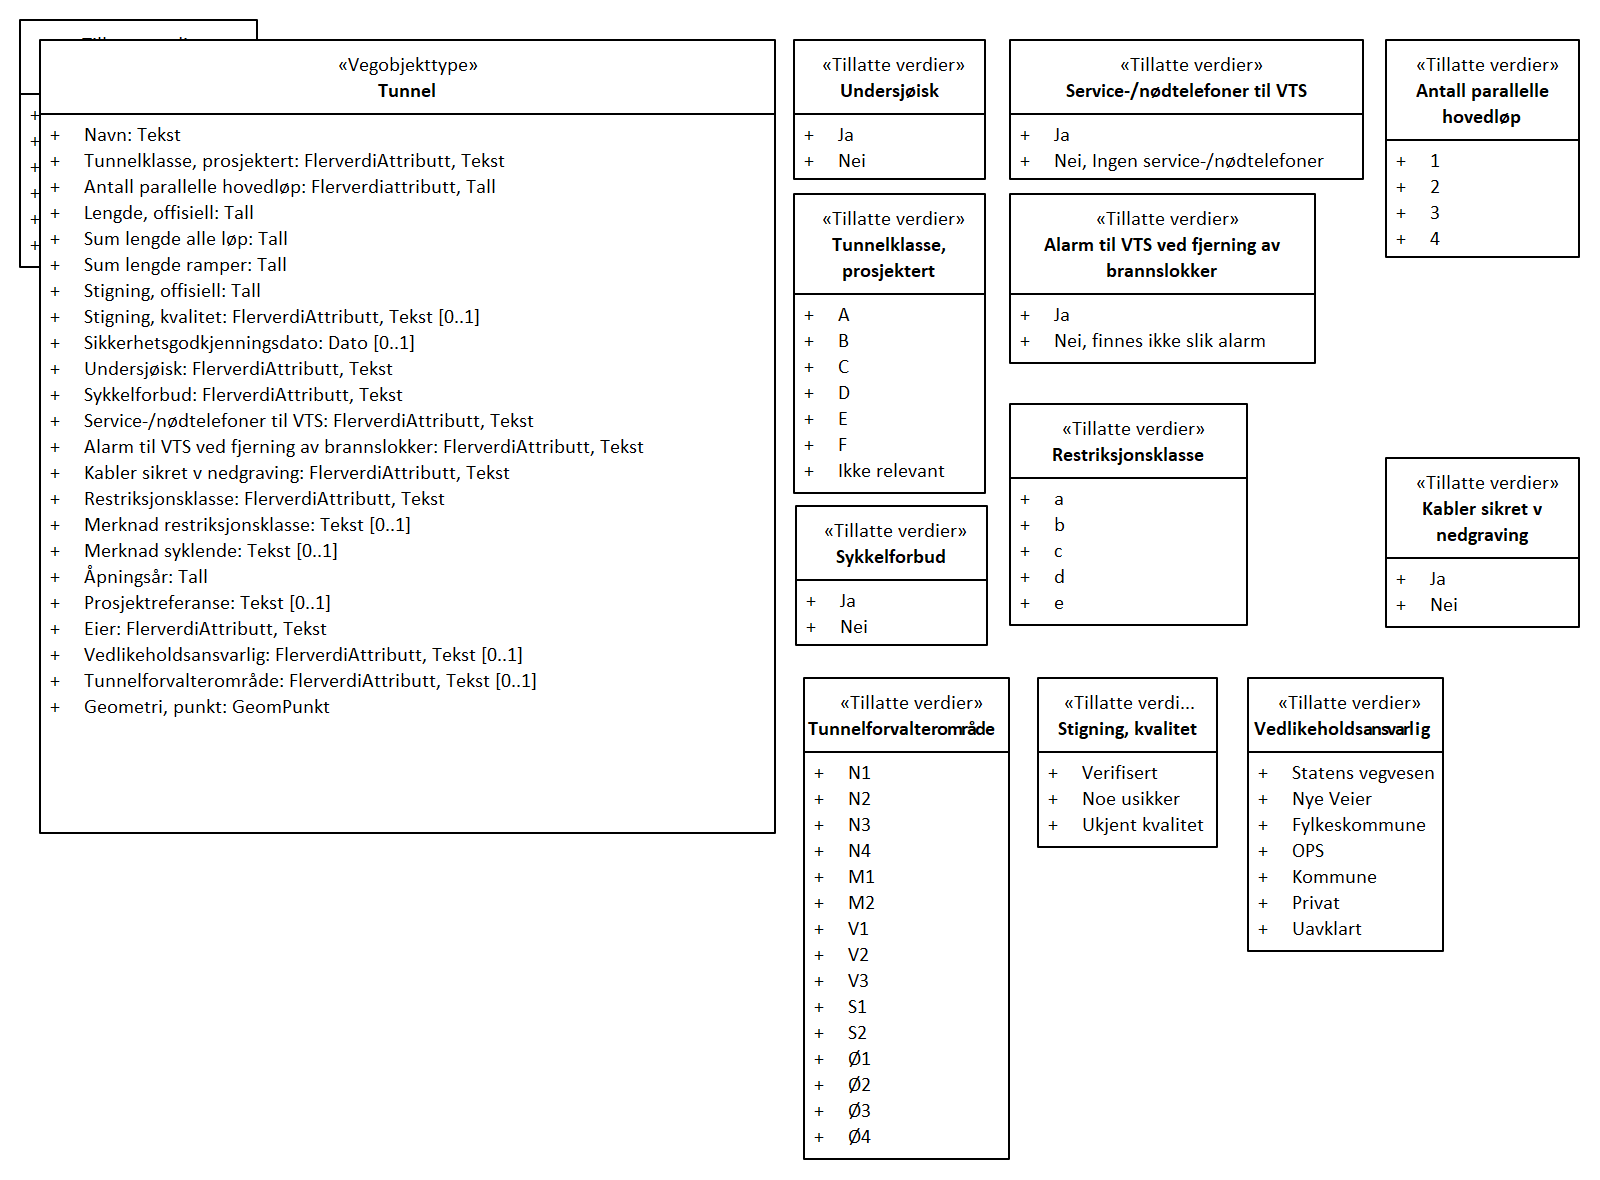 «Vegobjekttype»
Tunnel
+ Navn: Tekst
+ Tunnelklasse, prosjektert: FlerverdiAttributt, Tekst
+ Antall parallelle hovedløp: Flerverdiattributt, Tall
+ Lengde, offisiell: Tall
+ Sum lengde alle løp: Tall
+ Sum lengde ramper: Tall
+ Stigning, offisiell: Tall
+ Stigning, kvalitet: FlerverdiAttributt, Tekst [0..1]
+ Sikkerhetsgodkjenningsdato: Dato [0..1]
+ Undersjøisk: FlerverdiAttributt, Tekst
+ Sykkelforbud: FlerverdiAttributt, Tekst
+ Service-/nødtelefoner til VTS: FlerverdiAttributt, Tekst
+ Alarm til VTS ved fjerning av brannslokker: FlerverdiAttributt, Tekst
+ Kabler sikret v nedgraving: FlerverdiAttributt, Tekst
+ Restriksjonsklasse: FlerverdiAttributt, Tekst
+ Merknad restriksjonsklasse: Tekst [0..1]
+ Merknad syklende: Tekst [0..1]
+ Åpningsår: Tall
+ Prosjektreferanse: Tekst [0..1]
+ Eier: FlerverdiAttributt, Tekst
+ Vedlikeholdsansvarlig: FlerverdiAttributt, Tekst [0..1]
+ Tunnelforvalterområde: FlerverdiAttributt, Tekst [0..1]
+ Geometri, punkt: GeomPunkt
«Tillatte verdier»
Undersjøisk
+ Ja
+ Nei
«Tillatte verdier»
Service-/nødtelefoner til VTS
+ Ja
+ Nei, Ingen service-/nødtelefoner
«Tillatte verdier»
Antall parallelle
hovedløp
+ 1
+ 2
+ 3
+ 4
«Tillatte verdier»
Tunnelklasse,
prosjektert
+ A
+ B
+ C
+ D
+ E
+ F
+ Ikke relevant
«Tillatte verdier»
Alarm til VTS ved fjerning av
brannslokker
+ Ja
+ Nei, finnes ikke slik alarm
«Tillatte verdier»
Restriksjonsklasse
+ a
+ b
+ c
+ d
+ e
«Tillatte verdier»
Kabler sikret v
nedgraving
+ Ja
+ Nei
«Tillatte verdier»
Sykkelforbud
+ Ja
+ Nei
«Tillatte verdier»
Tunnelforvalterområde
+ N1
+ N2
+ N3
+ N4
+ M1
+ M2
+ V1
+ V2
+ V3
+ S1
+ S2
+ Ø1
+ Ø2
+ Ø3
+ Ø4
«Tillatte verdi...
Stigning, kvalitet
+ Verifisert
+ Noe usikker
+ Ukjent kvalitet
«Tillatte verdier»
Vedlikeholdsansvarlig
+ Statens vegvesen
+ Nye Veier
+ Fylkeskommune
+ OPS
+ Kommune
+ Privat
+ Uavklart